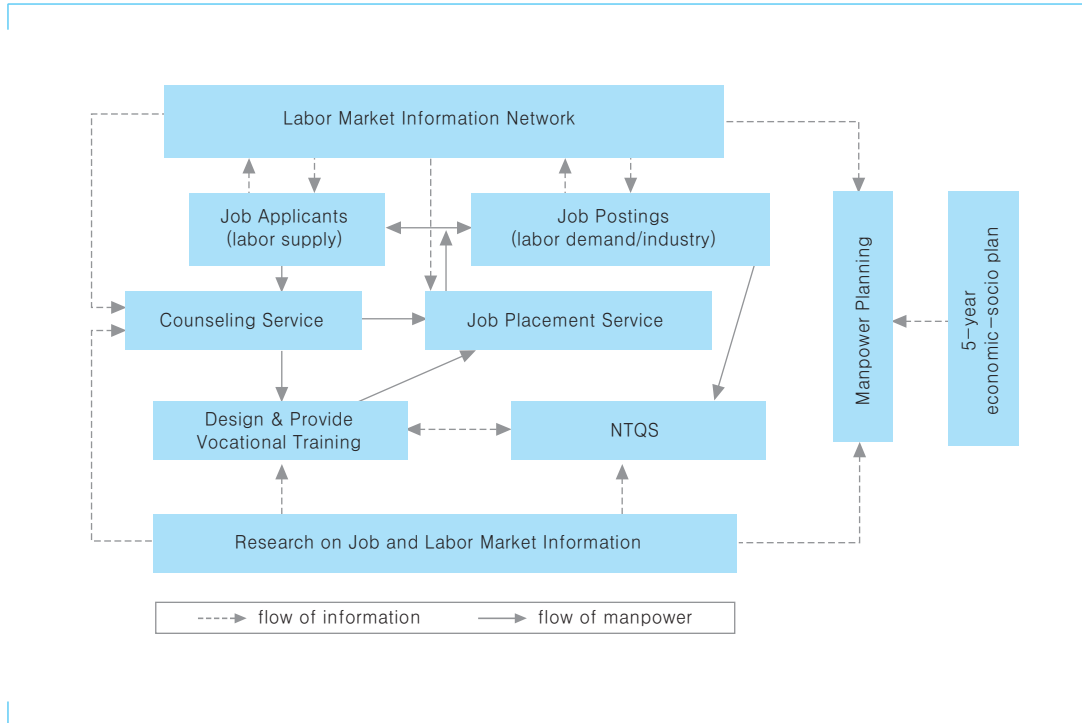 Labor Market Information Network
Job Applicants
(labor supply)
Job Postings
(labor demand/industry)
Counseling Service
Job Placement Service
Design & Provide
Vocational Training
NTQS
Research on Job and Labor Market Information
Manpower Planning
5-year
economic-socio plan
flow of information
flow of manpower